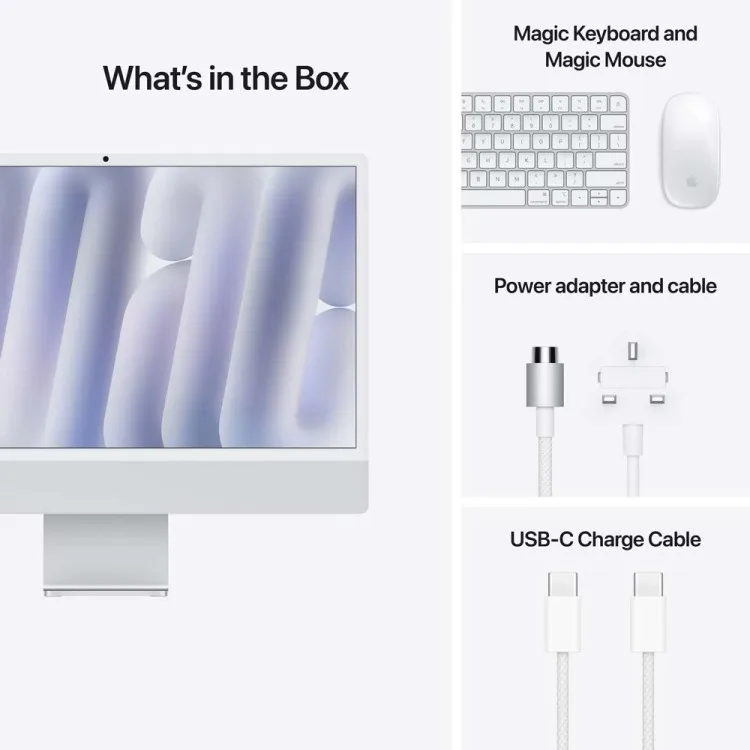 What's in the Box
Magic Keyboard and
Magic Mouse
Power adapter and cable
USB-C Charge Cable